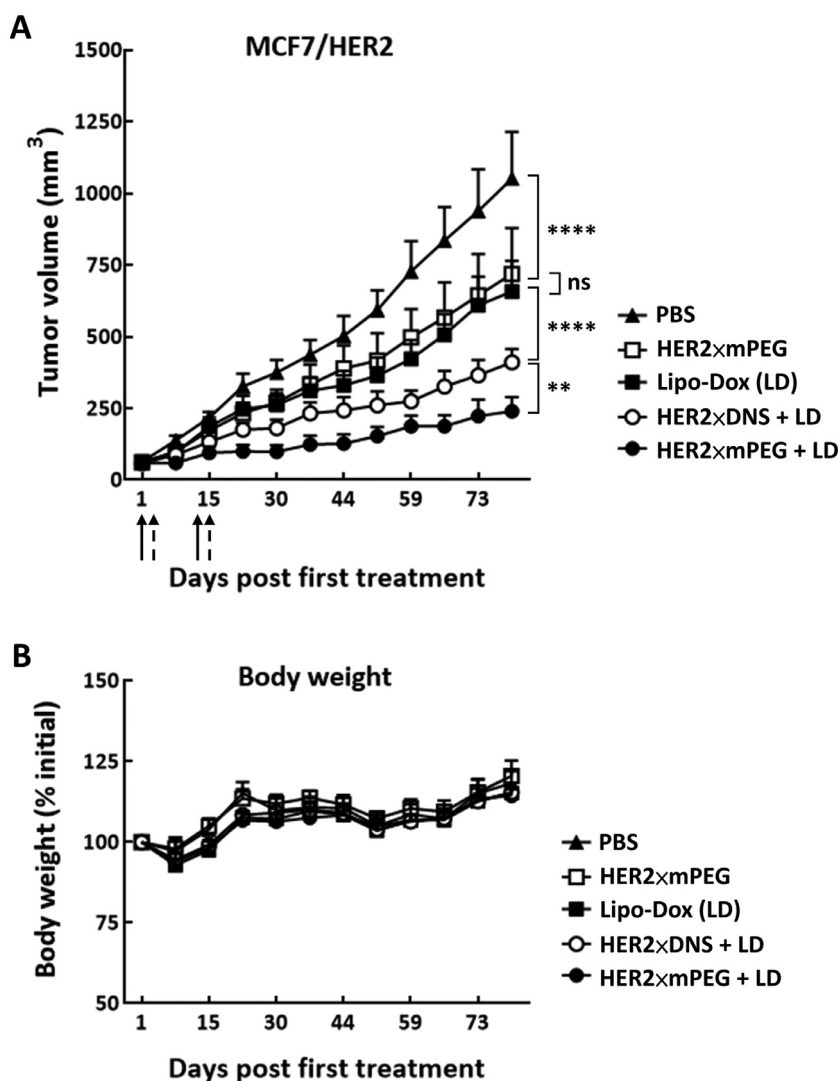 A
MCF7/HER2
Tumor volume (mm³)
1500
1250
1000
750
500
250
0
1 15 30 44 59 73
Days post first treatment
****
ns
****
**
PBS
HER2×mPEG
Lipo-Dox (LD)
HER2×DNS + LD
HER2×mPEG + LD
B
Body weight
Body weight (% initial)
150
125
100
75
50
1 15 30 44 59 73
Days post first treatment
PBS
HER2×mPEG
Lipo-Dox (LD)
HER2×DNS + LD
HER2×mPEG + LD